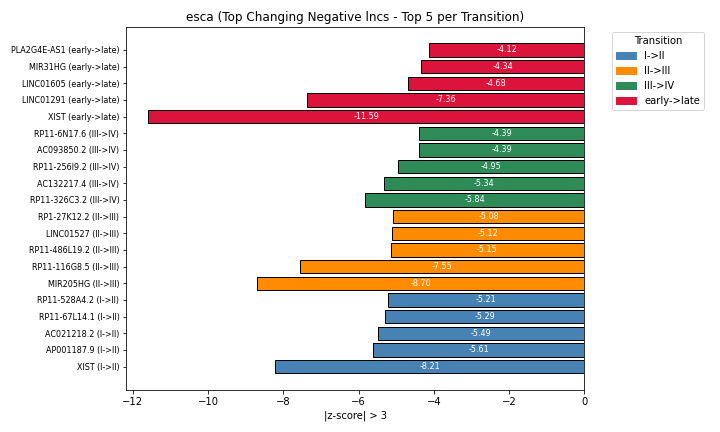 esca (Top Changing Negative lncs - Top 5 per Transition)
PLA2G4E-AS1 (early->late) -4.12
MIR31HG (early->late) -4.34
LINC01605 (early->late) -4.68
LINC01291 (early->late) -7.36
XIST (early->late) -11.59
RP11-6N17.6 (III->IV) -4.39
AC093850.2 (III->IV) -4.39
RP11-256I9.2 (III->IV) -4.95
AC132217.4 (III->IV) -5.34
RP11-326C3.2 (III->IV) -5.84
RP1-27K12.2 (II->III) -5.08
LINC01527 (II->III) -5.12
RP11-486L19.2 (II->III) -5.15
RP11-116G8.5 (II->III) -7.55
MIR205HG (II->III) -8.70
RP11-528A4.2 (I->II) -5.21
RP11-67L14.1 (I->II) -5.29
AC021218.2 (I->II) -5.49
AP001187.9 (I->II) -5.61
XIST (I->II) -8.21
−12 −10 −8 −6 −4 −2 0
|z-score| > 3
Transition
I->II
II->III
III->IV
early->late